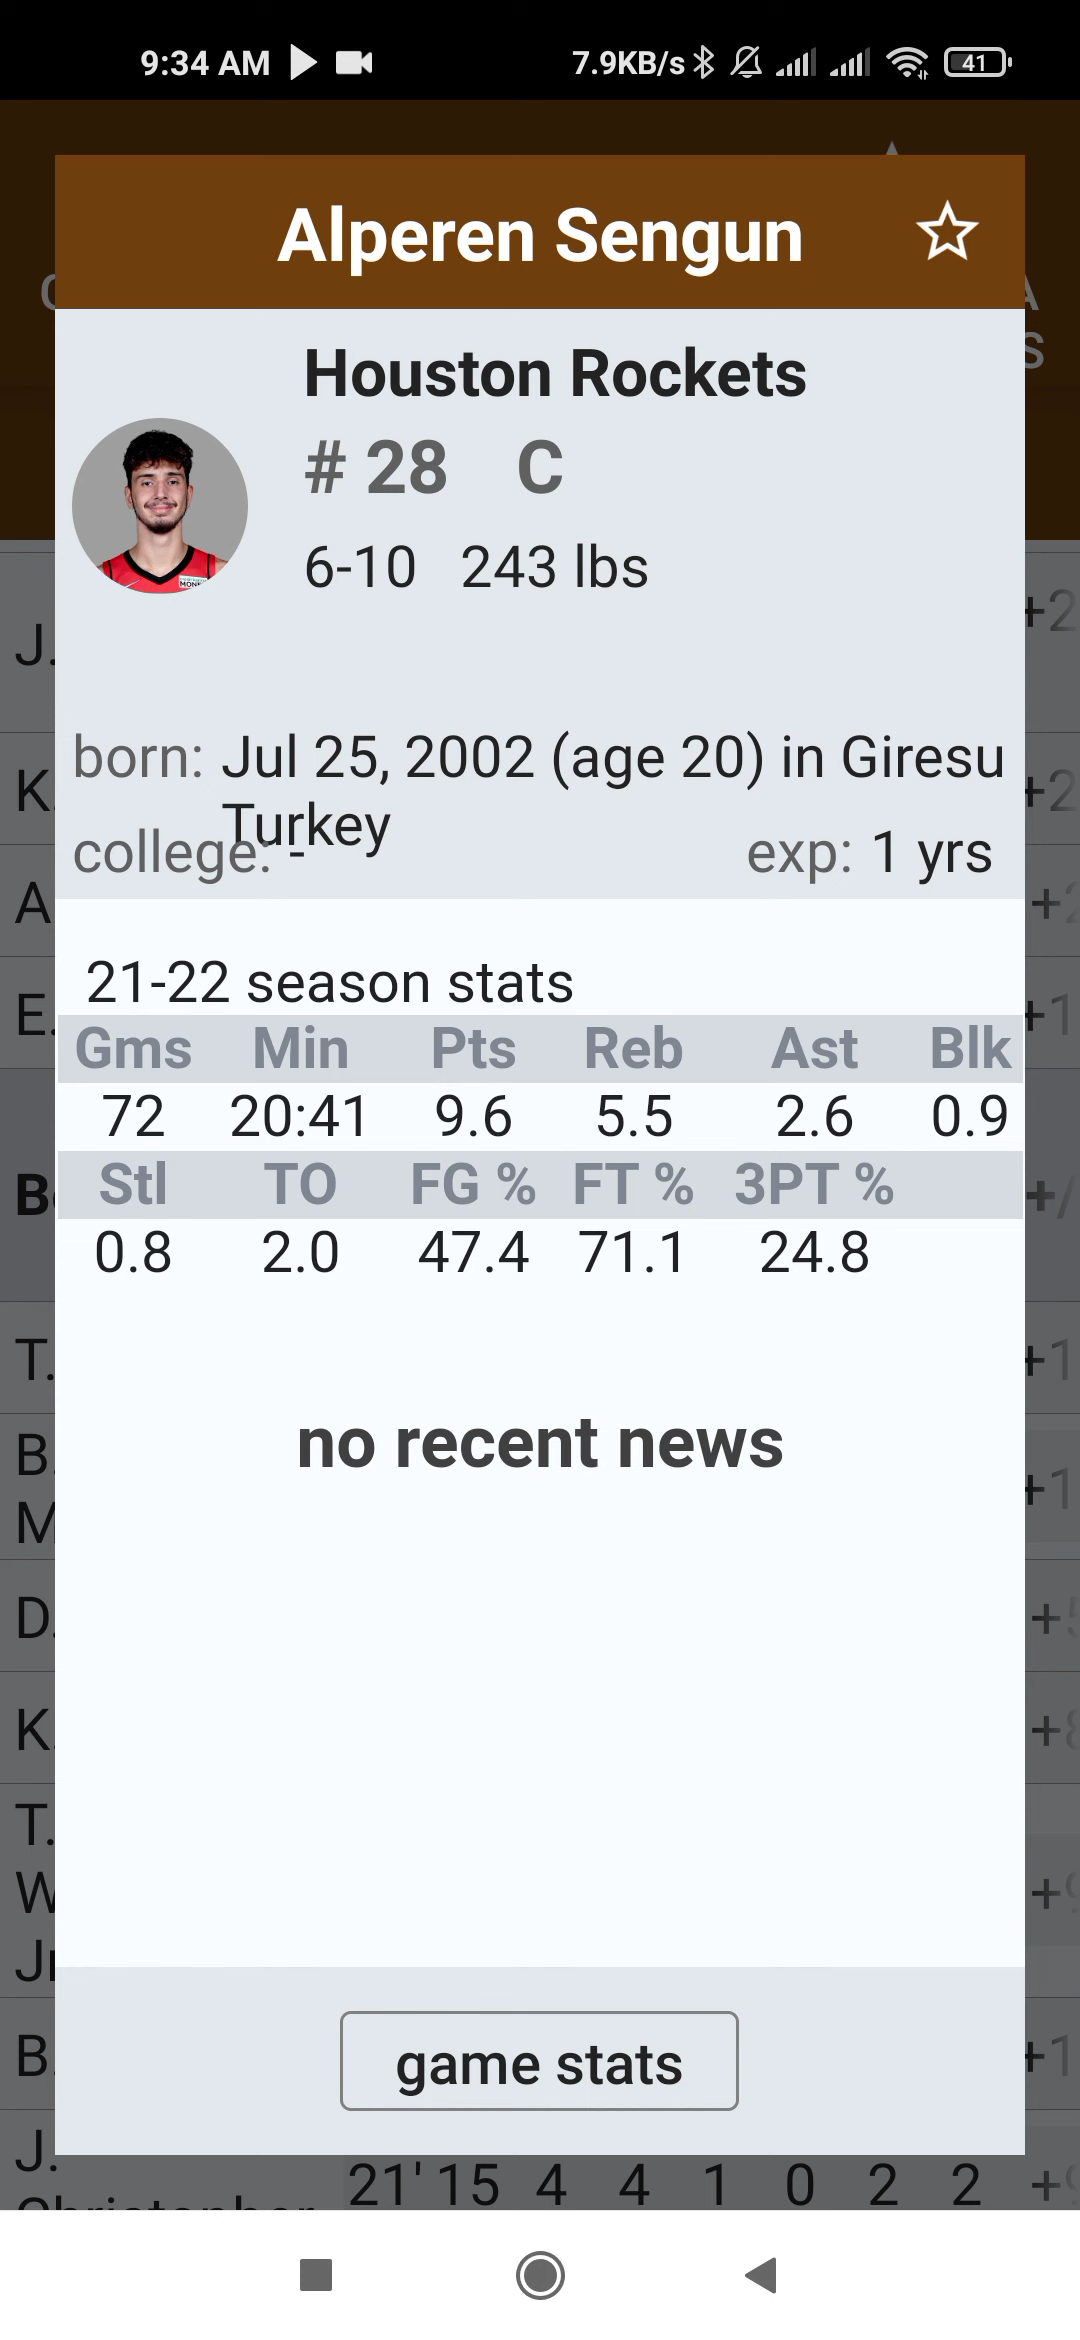 9:34 AM 7.9KB/s 41
Alperen Sengun
Houston Rockets
# 28 C
6-10 243 lbs
born: Jul 25, 2002 (age 20) in Giresu
Turkey
college: - exp: 1 yrs
21-22 season stats
Gms Min Pts Reb Ast Blk
72 20:41 9.6 5.5 2.6 0.9
Stl TO FG % FT % 3PT %
0.8 2.0 47.4 71.1 24.8
no recent news
game stats
J.
K.
A
E.
T.
B.
M
D.
K.
T.
W
Jr
B.
J.
21' 15 4 4 1 0 2 2